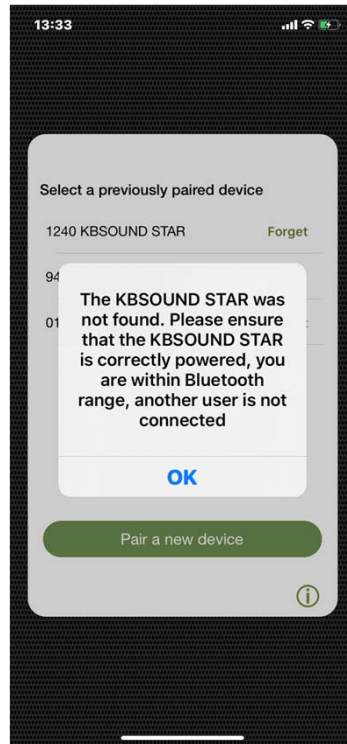 13:33
Select a previously paired device
1240 KBSOUND STAR Forget
94
01
The KBSOUND STAR was
not found. Please ensure
that the KBSOUND STAR
is correctly powered, you
are within Bluetooth
range, another user is not
connected
OK
Pair a new device